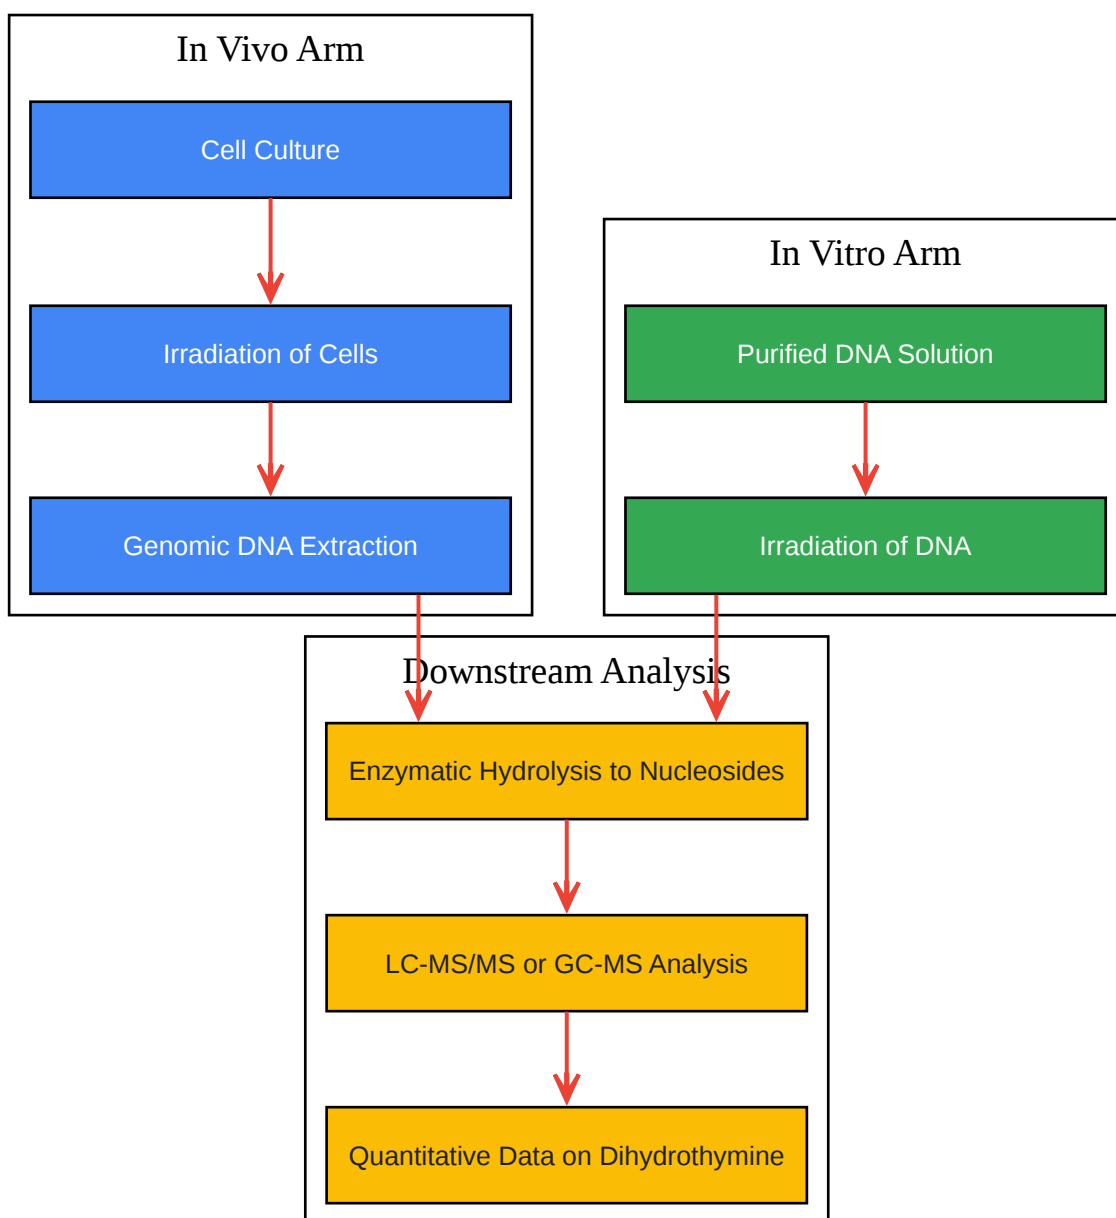 In Vivo Arm
Cell Culture
Irradiation of Cells
Genomic DNA Extraction
In Vitro Arm
Purified DNA Solution
Irradiation of DNA
Downstream Analysis
Enzymatic Hydrolysis to Nucleosides
LC-MS/MS or GC-MS Analysis
Quantitative Data on Dihydrothymine